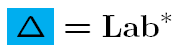 △ = Lab*